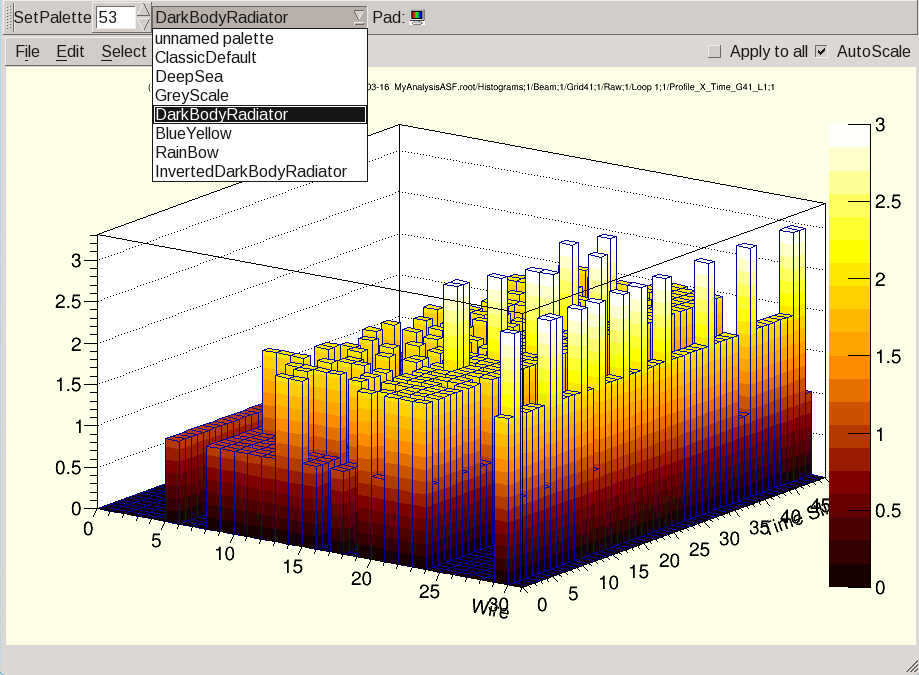 SetPalette 53 DarkBodyRadiator Pad:
File Edit Select
Apply to all AutoScale
unnamed palette
ClassicDefault
DeepSea
GreyScale
DarkBodyRadiator
BlueYellow
RainBow
InvertedDarkBodyRadiator
03-16 MyAnalysisASF.root/Histograms;1/Beam;1/Grid41;1/Raw;1/Loop 1;1/Profile_X_Time_G41_L1;1
3
2.5
2
1.5
1
0.5
0
3
2.5
2
1.5
1
0.5
0
0
5
10
15
20
25
30
Wire
0
5
10
15
20
25
30
35
40
45